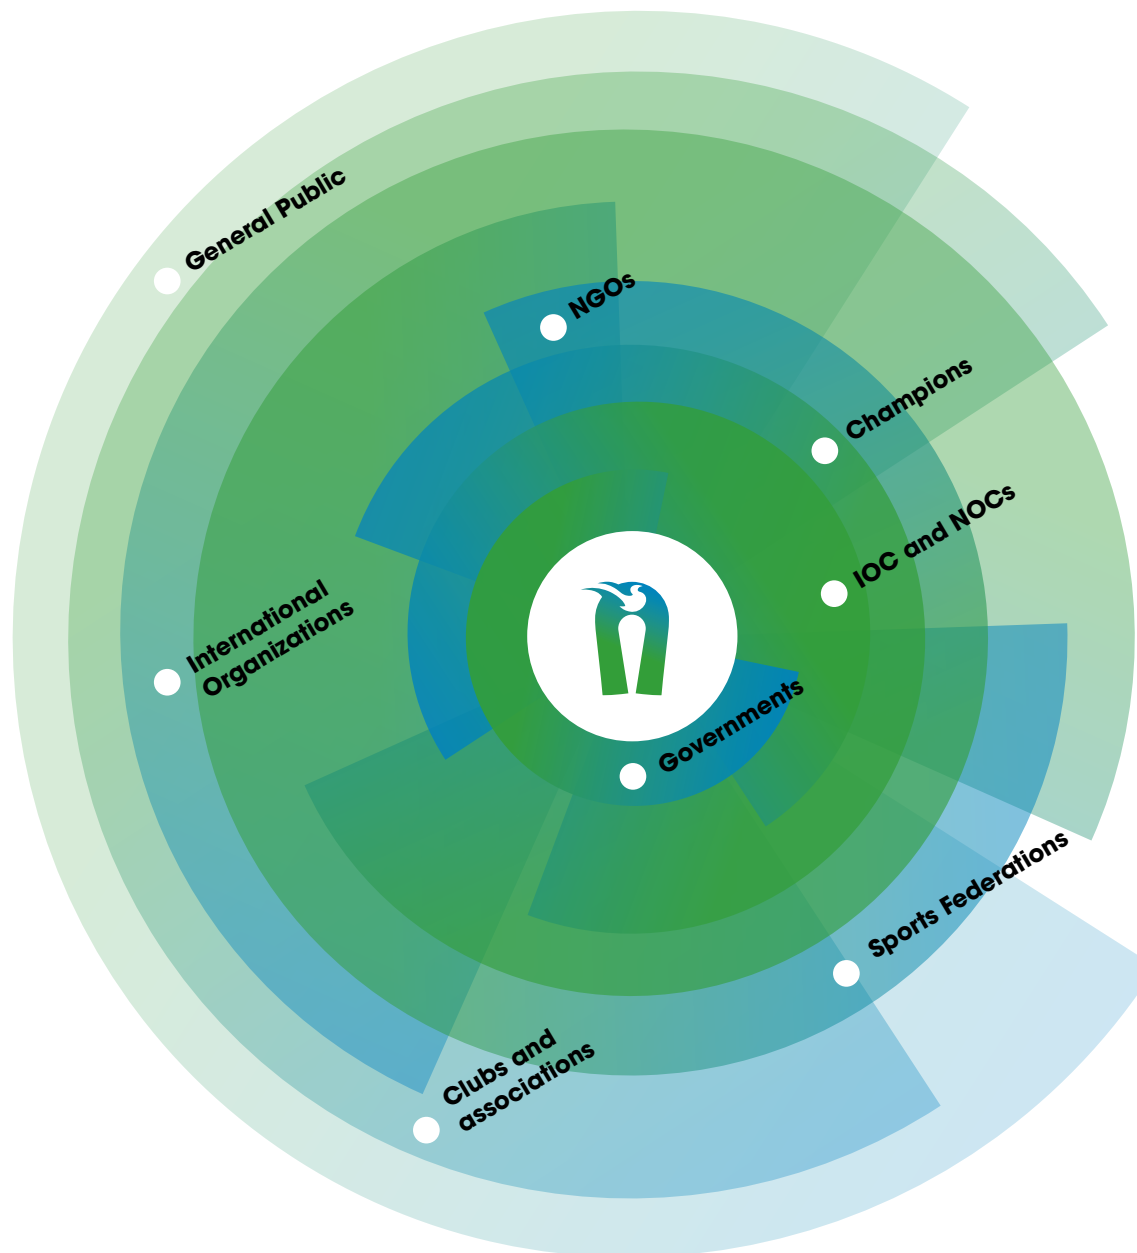 General Public
NGOs
Champions
IOC and NOCs
International
Organizations
Governments
Sports Federations
Clubs and
associations